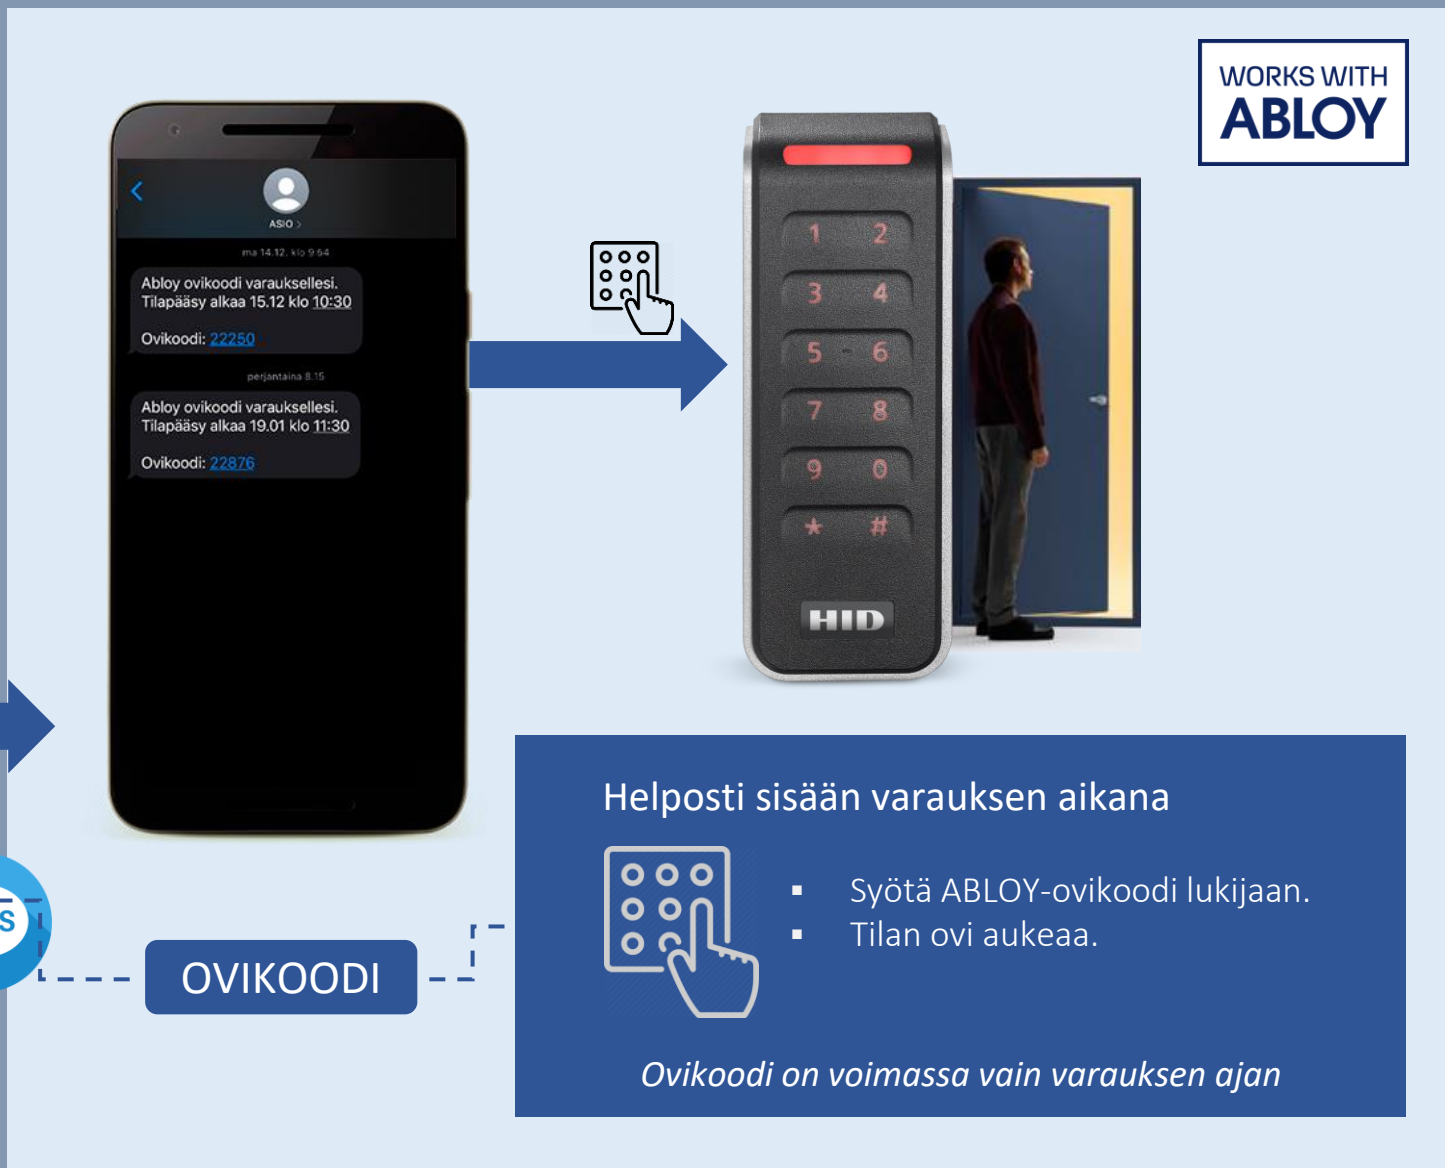 WORKS WITH
ABLOY
ASIO >
ma 14.12. klo 9.54
Abloy ovikoodi varauksellesi.
Tilapääsy alkaa 15.12 klo 10:30
Ovikoodi: 22250
perjantaina 8.15
Abloy ovikoodi varauksellesi.
Tilapääsy alkaa 19.01 klo 11:30
Ovikoodi: 22876
1 2
3 4
5 - 6
7 8
9 0
* #
HID
S
OVIKOODI
Helposti sisään varauksen aikana
▪ Syötä ABLOY-ovikoodi lukijaan.
▪ Tilan ovi aukeaa.
Ovikoodi on voimassa vain varauksen ajan